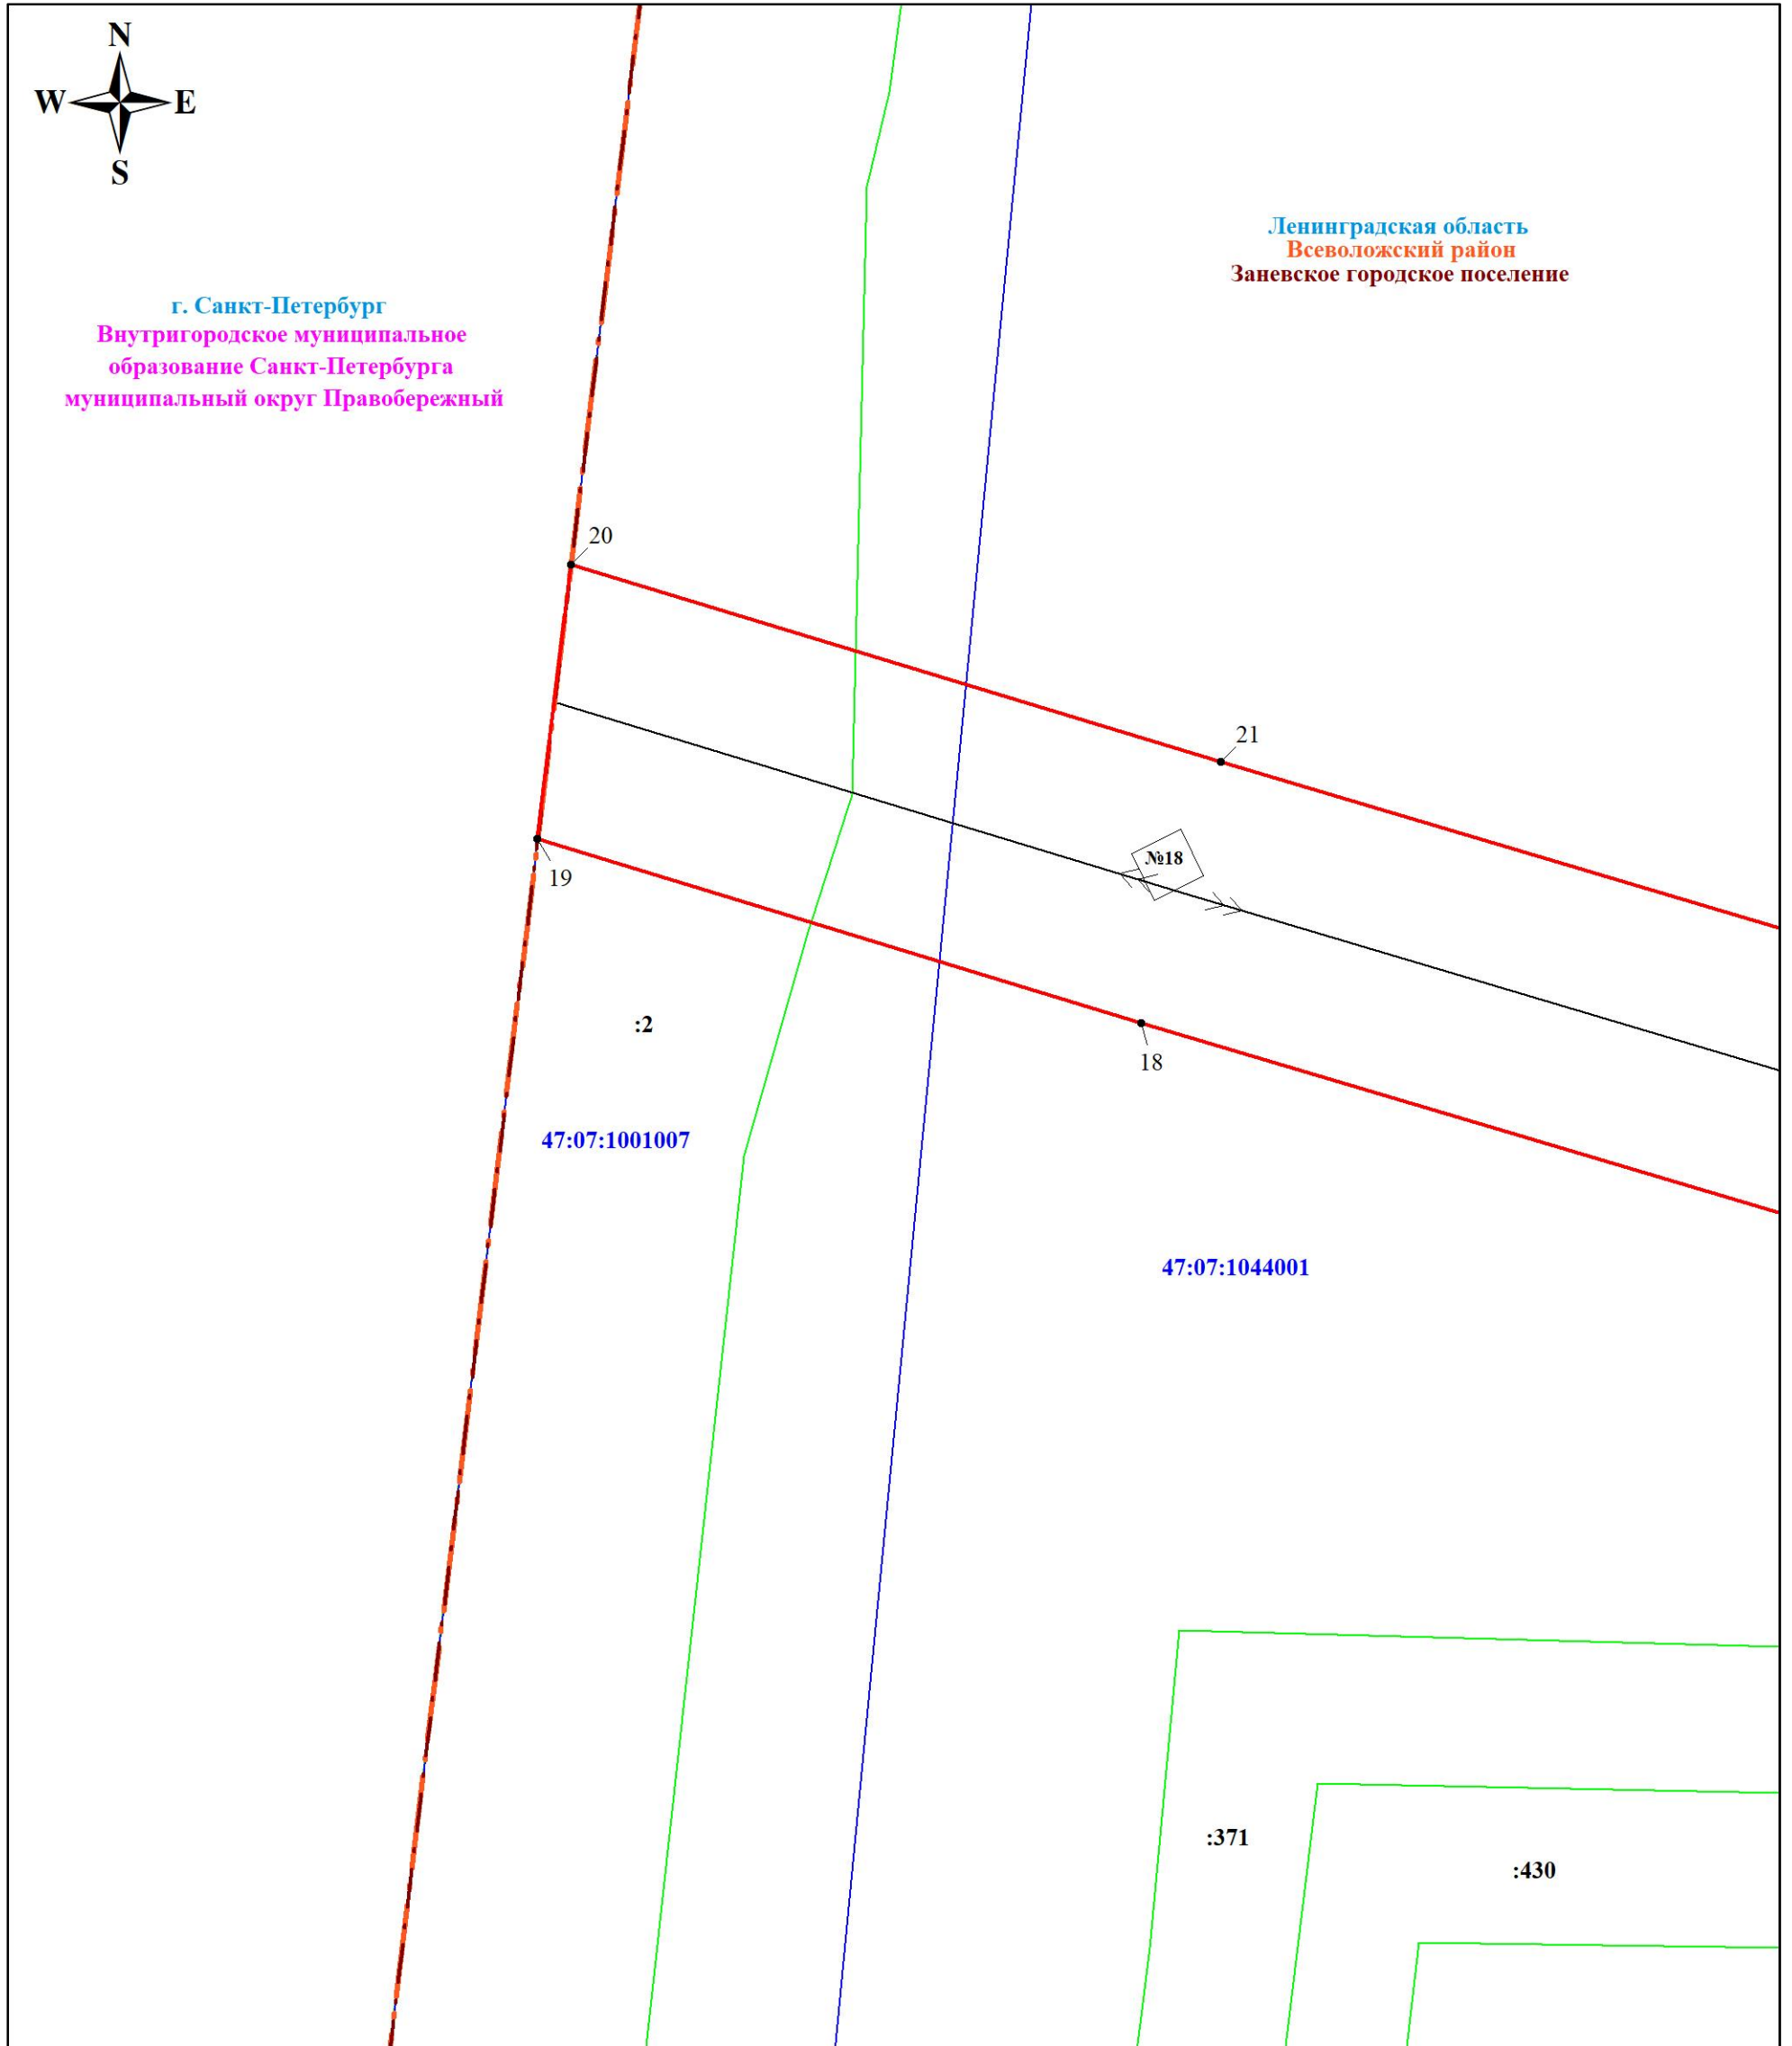 N
W E
S
Ленинградская область
Всеволожский район
Заневское городское поселение
г. Санкт-Петербург
Внутригородское муниципальное
образование Санкт-Петербурга
муниципальный округ Правобережный
20
21
№18
19
:2
18
47:07:1001007
47:07:1044001
:371
:430